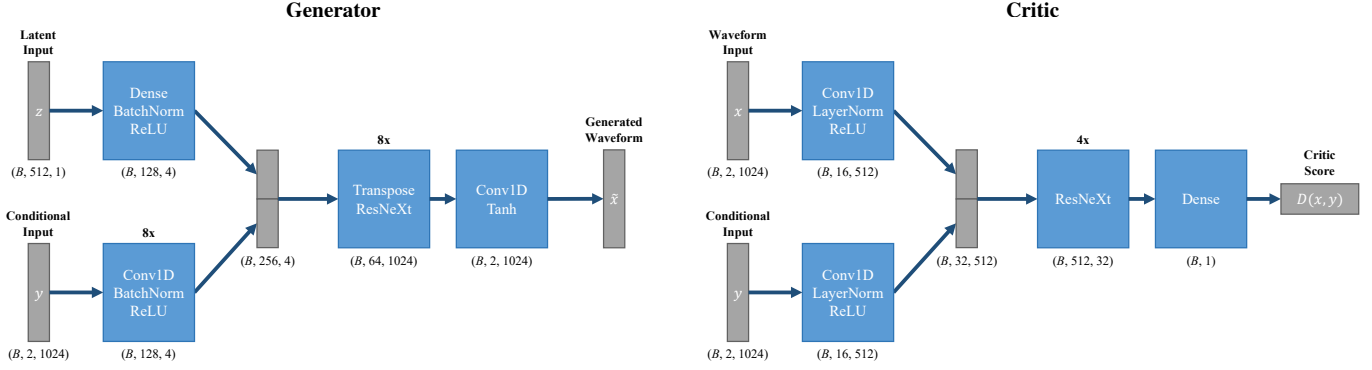 Generator
Latent
Input
z
(B, 512, 1)
Dense
BatchNorm
ReLU
(B, 128, 4)
Conditional
Input
y
(B, 2, 1024)
8x
Conv1D
BatchNorm
ReLU
(B, 128, 4)
(B, 256, 4)
8x
Transpose
ResNeXt
(B, 64, 1024)
Conv1D
Tanh
(B, 2, 1024)
Generated
Waveform
x̃
Critic
Waveform
Input
x
(B, 2, 1024)
Conv1D
LayerNorm
ReLU
(B, 16, 512)
Conditional
Input
y
(B, 2, 1024)
Conv1D
LayerNorm
ReLU
(B, 16, 512)
(B, 32, 512)
4x
ResNeXt
(B, 512, 32)
Dense
(B, 1)
Critic
Score
D(x, y)